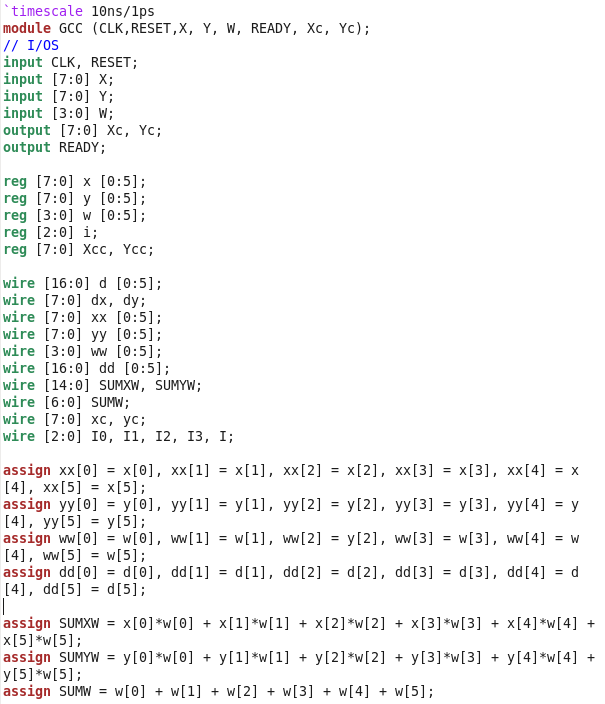 `timescale 10ns/1ps
module GCC (CLK,RESET,X, Y, W, READY, Xc, Yc);
// I/OS
input CLK, RESET;
input [7:0] X;
input [7:0] Y;
input [3:0] W;
output [7:0] Xc, Yc;
output READY;
reg [7:0] x [0:5];
reg [7:0] y [0:5];
reg [3:0] w [0:5];
reg [2:0] i;
reg [7:0] Xcc, Ycc;
wire [16:0] d [0:5];
wire [7:0] dx, dy;
wire [7:0] xx [0:5];
wire [7:0] yy [0:5];
wire [3:0] ww [0:5];
wire [16:0] dd [0:5];
wire [14:0] SUMXW, SUMYW;
wire [6:0] SUMW;
wire [7:0] xc, yc;
wire [2:0] I0, I1, I2, I3, I;
assign xx[0] = x[0], xx[1] = x[1], xx[2] = x[2], xx[3] = x[3], xx[4] = x
[4], xx[5] = x[5];
assign yy[0] = y[0], yy[1] = y[1], yy[2] = y[2], yy[3] = y[3], yy[4] = y
[4], yy[5] = y[5];
assign ww[0] = w[0], ww[1] = w[1], ww[2] = y[2], ww[3] = w[3], ww[4] = w
[4], ww[5] = w[5];
assign dd[0] = d[0], dd[1] = d[1], dd[2] = d[2], dd[3] = d[3], dd[4] = d
[4], dd[5] = d[5];
assign SUMXW = x[0]*w[0] + x[1]*w[1] + x[2]*w[2] + x[3]*w[3] + x[4]*w[4] +
x[5]*w[5];
assign SUMYW = y[0]*w[0] + y[1]*w[1] + y[2]*w[2] + y[3]*w[3] + y[4]*w[4] +
y[5]*w[5];
assign SUMW = w[0] + w[1] + w[2] + w[3] + w[4] + w[5];